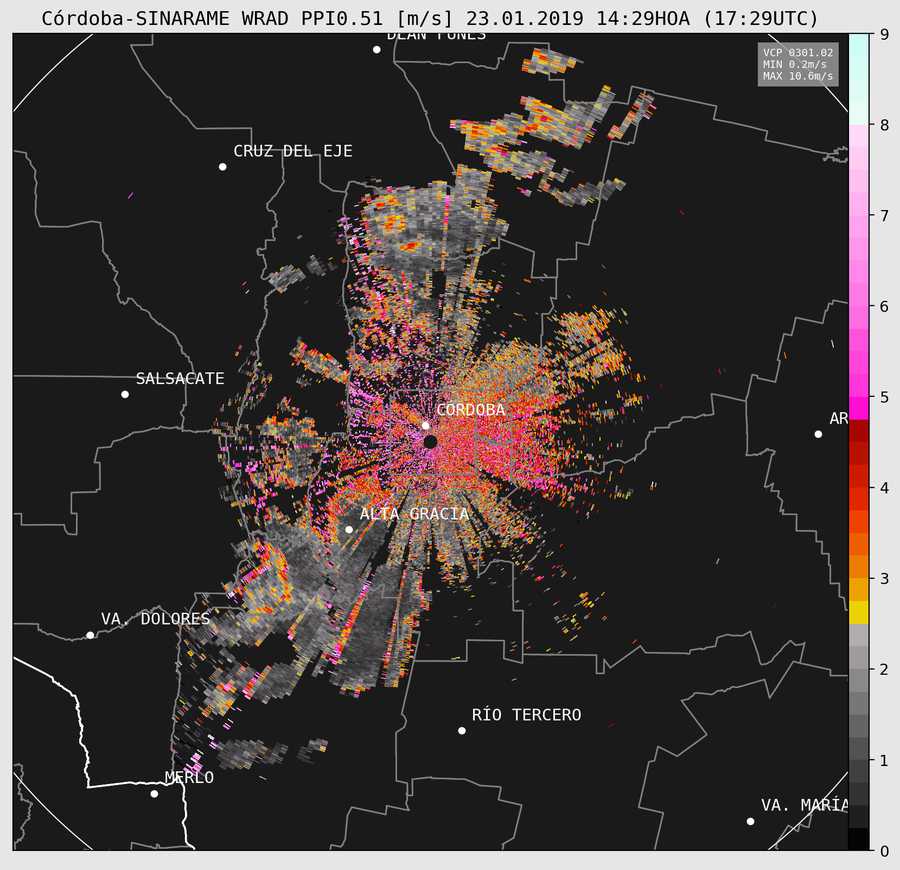 Córdoba-SINARAME WRAD PPI0.51 [m/s] 23.01.2019 14:29HOA (17:29UTC)
DEAN FUNES
VCP 0301.02
MIN 0.2m/s
MAX 10.6m/s
9
8
CRUZ DEL EJE
7
6
SALSACATE
5
CORDOBA
AR
4
ALTA GRACIA
3
VA. DOLORES
2
RÍO TERCERO
1
MERLO
VA. MARÍA
0